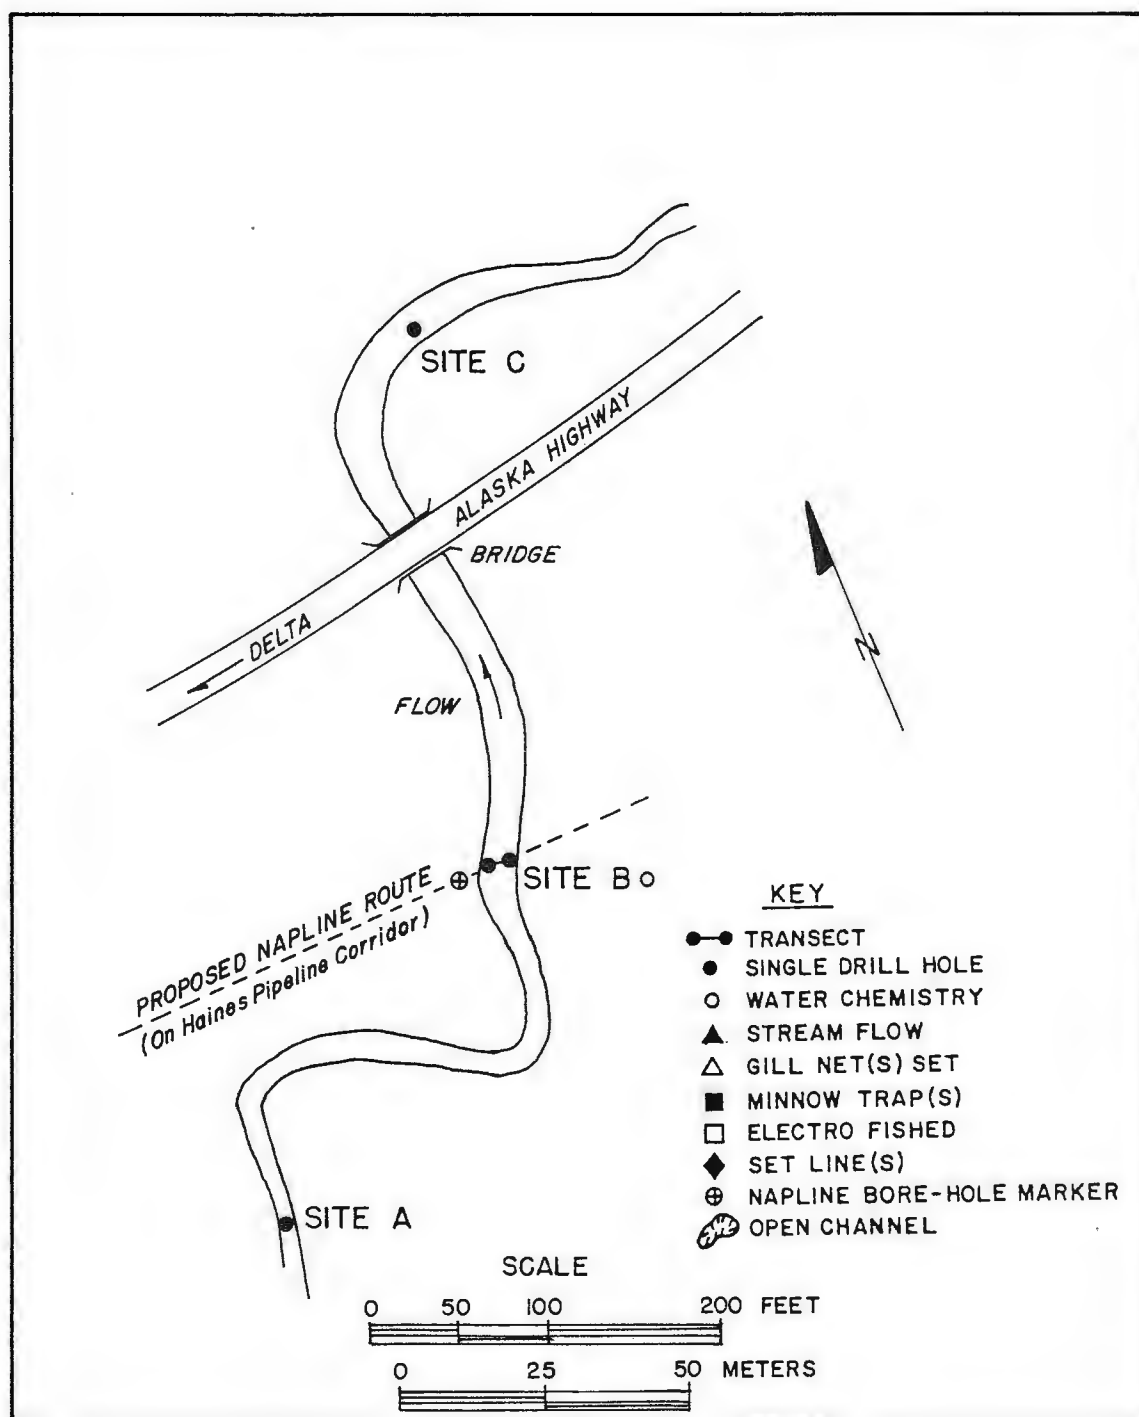 SITE C
ALASKA HIGHWAY
BRIDGE
DELTA
FLOW
N
PROPOSED NAPLINE ROUTE
(On Haines Pipeline Corridor)
SITE B
SITE A
KEY
TRANSECT
SINGLE DRILL HOLE
WATER CHEMISTRY
STREAM FLOW
GILL NET(S) SET
MINNOW TRAP(S)
ELECTRO FISHED
SET LINE(S)
NAPLINE BORE-HOLE MARKER
OPEN CHANNEL
SCALE
0 50 100 200 FEET
0 25 50 METERS